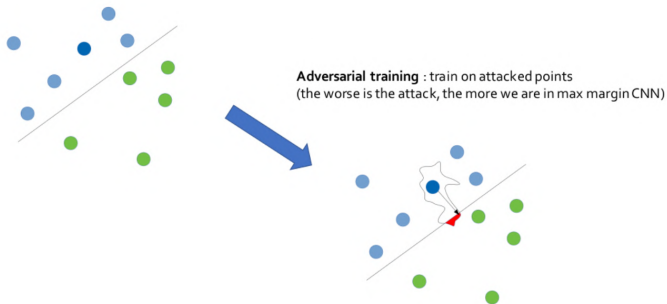 Adversarial training : train on attacked points
(the worse is the attack, the more we are in max margin CNN)